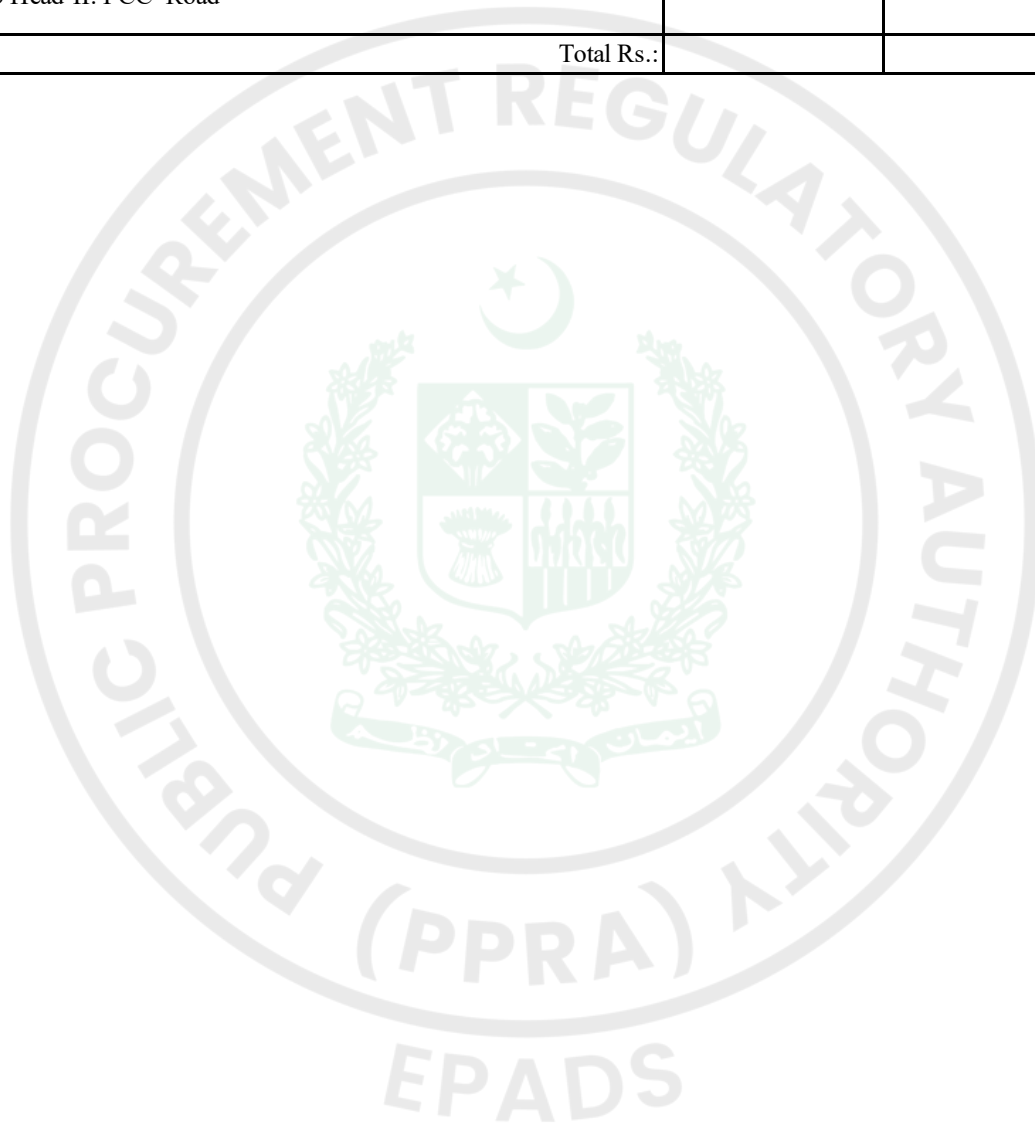 Head-II: PCC Road
Total Rs.:
PUBLIC PROCUREMENT REGULATORY AUTHORITY
(PPRA)
EPADS